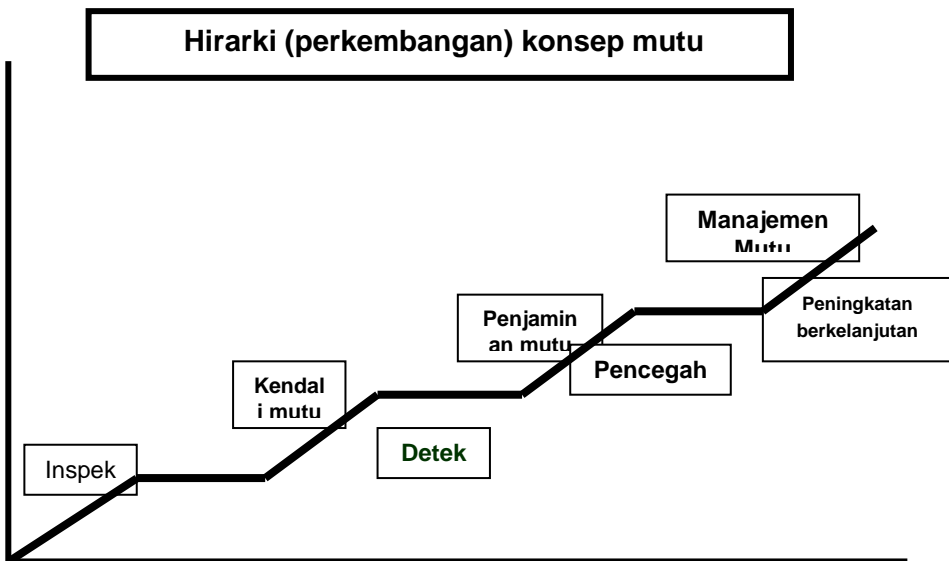 Hirarki (perkembangan) konsep mutu
Manajemen
Mutu
Peningkatan
berkelanjutan
Penjamin
an mutu
Pencegah
Kendal
i mutu
Detek
Inspek